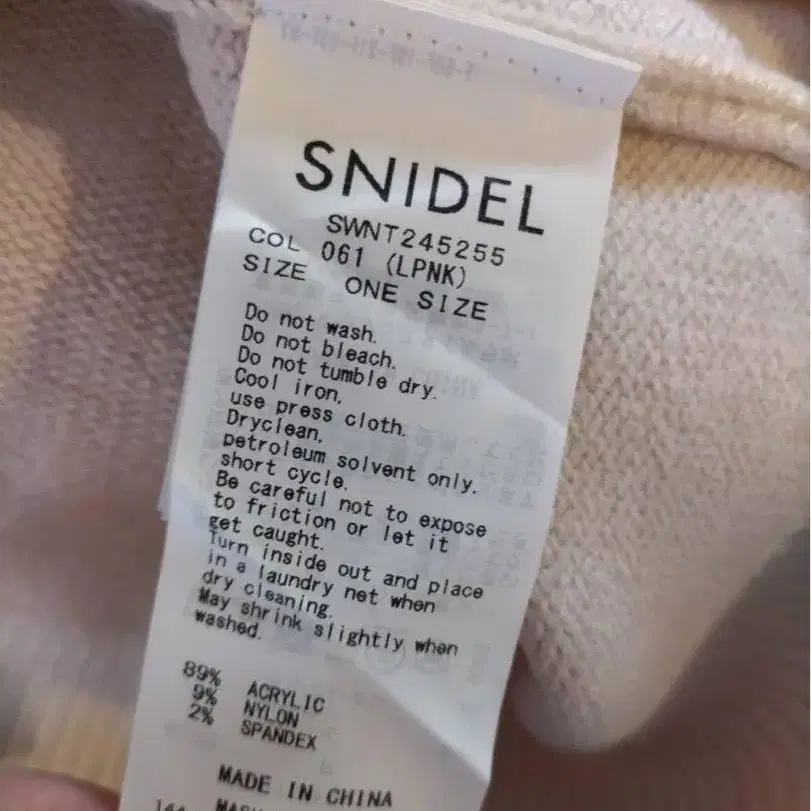 SNIDEL
SWNT245255
COL 061 (LPNK)
SIZE ONE SIZE
Do not wash.
Do not bleach.
Do not tumble dry.
Cool iron,
use press cloth.
Dryclean,
petroleum solvent only.
short cycle.
Be careful not to expose
to friction or let it
get caught.
Turn inside out and place
in a laundry net when
dry cleaning.
May shrink slightly when
washed.
89% ACRYLIC
9% NYLON
2% SPANDEX
MADE IN CHINA